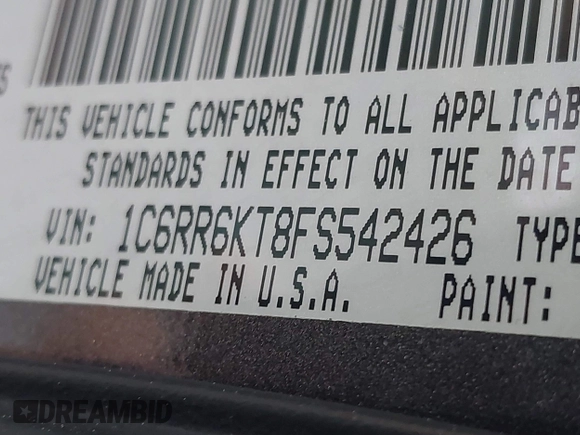 THIS VEHICLE CONFORMS TO ALL APPLICAB
STANDARDS IN EFFECT ON THE DATE
VIN: 1C6RR6KT8FS542426 TYPE
VEHICLE MADE IN U.S.A. PAINT:
DREAMBID